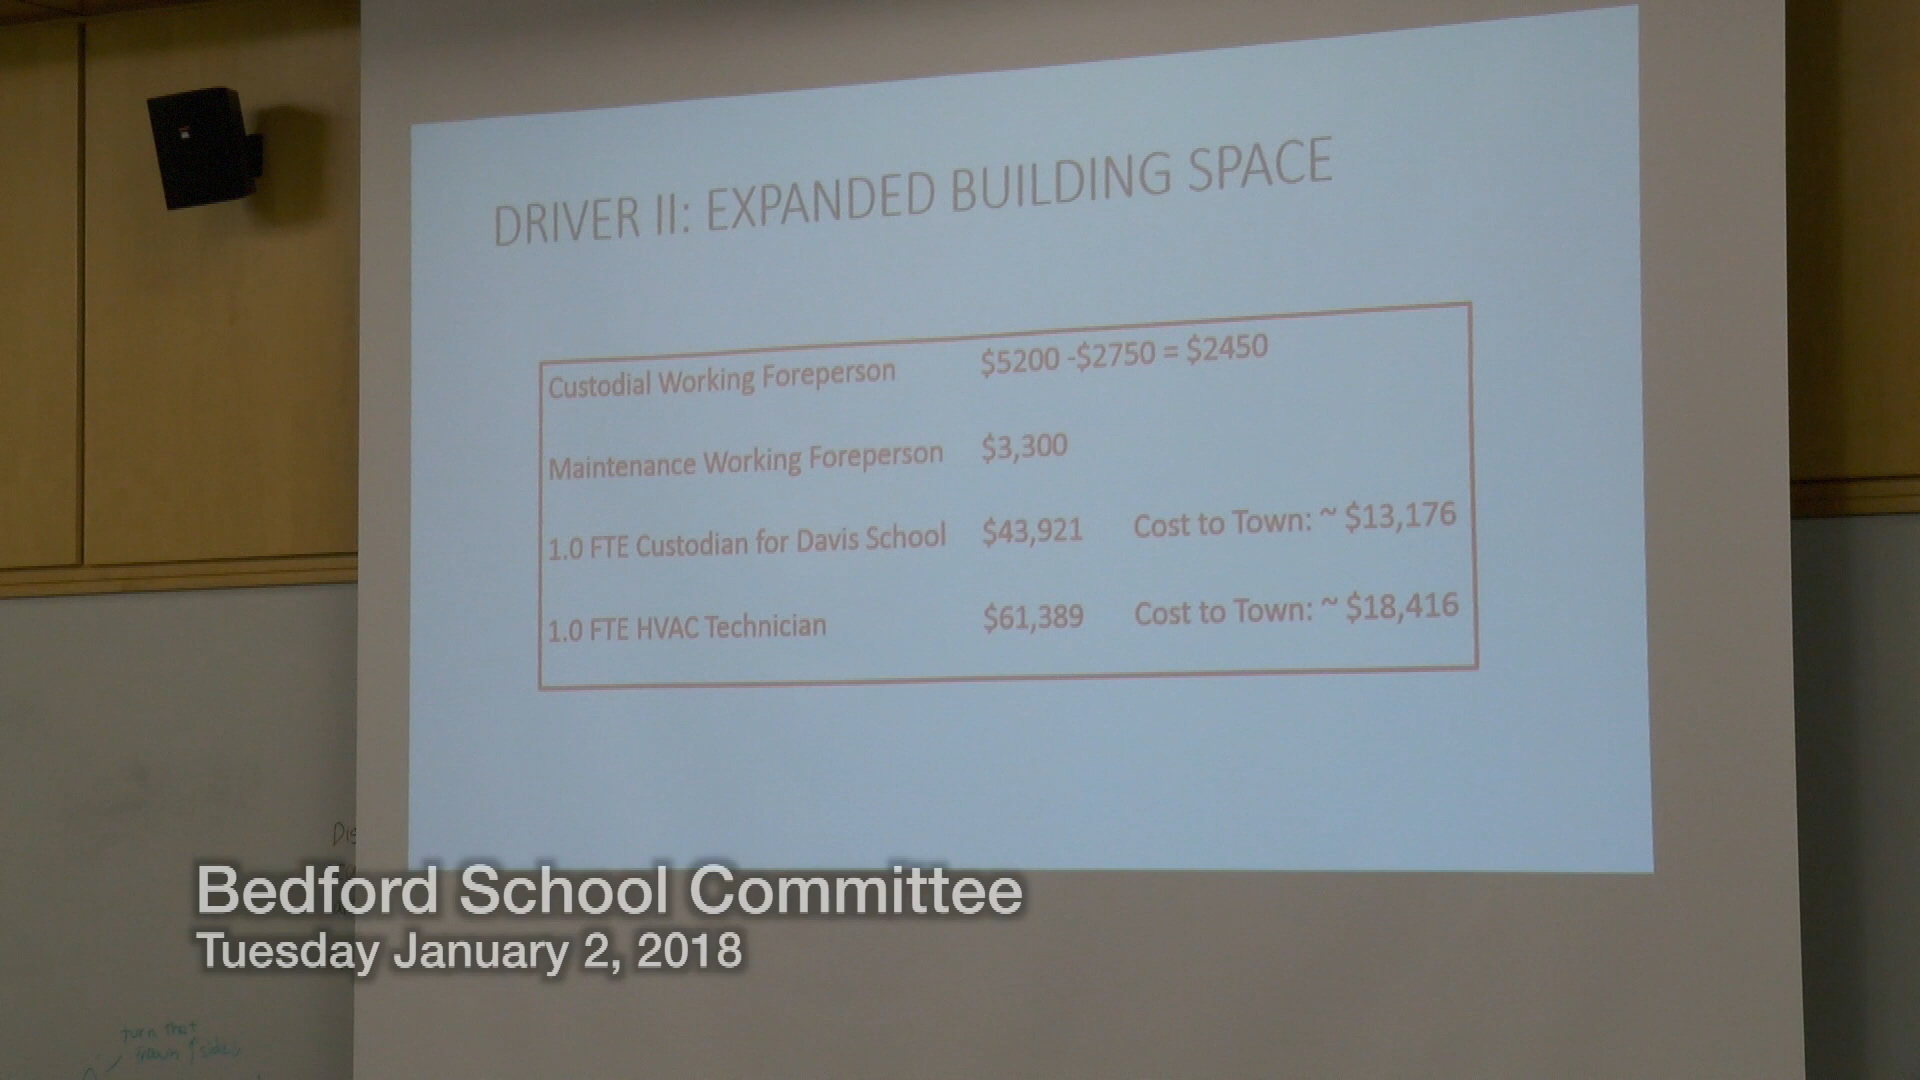 DRIVER II: EXPANDED BUILDING SPACE
Custodial Working Foreperson $5200 -$2750 = $2450
Maintenance Working Foreperson $3,300
1.0 FTE Custodian for Davis School $43,921 Cost to Town: ~ $13,176
1.0 FTE HVAC Technician $61,389 Cost to Town: ~ $18,416
Bedford School Committee
Tuesday January 2, 2018
turn that